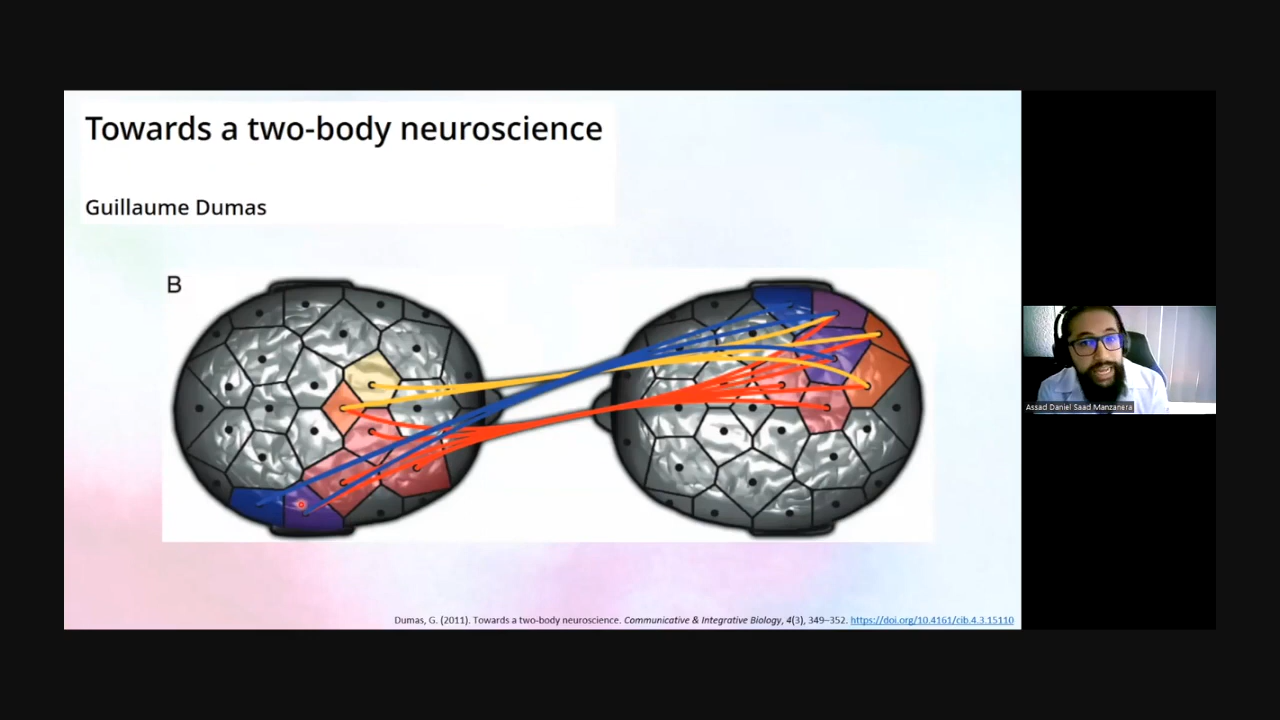 Towards a two-body neuroscience
Guillaume Dumas
B
Assad Daniel Saad Manzanera
Dumas, G. (2011). Towards a two-body neuroscience. Communicative & Integrative Biology, 4(3), 349–352. https://doi.org/10.4161/cib.4.3.15110